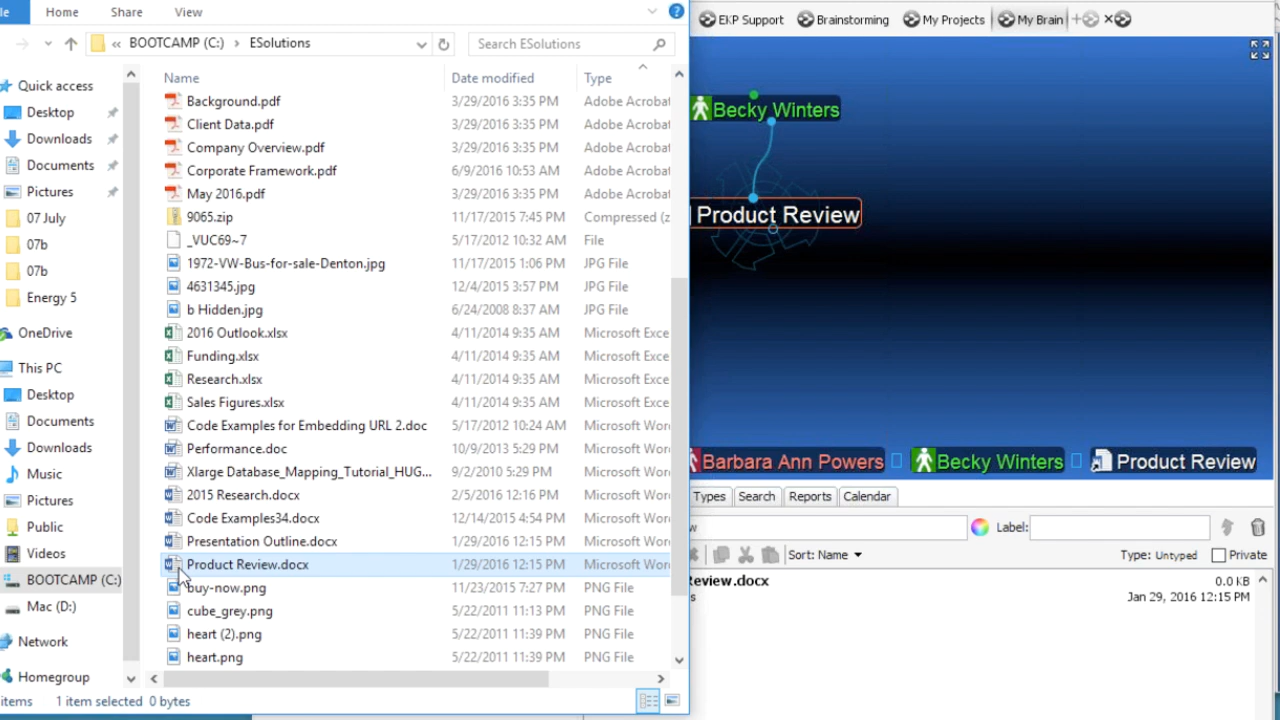 le Home Share View
« BOOTCAMP (C:) > ESolutions
Search ESolutions
Quick access
Desktop
Downloads
Documents
Pictures
07 July
07b
07b
Energy 5
OneDrive
This PC
Desktop
Documents
Downloads
Music
Pictures
Public
Videos
BOOTCAMP (C:)
Mac (D:)
Network
Homegroup
Name Date modified Type
Background.pdf 3/29/2016 3:35 PM Adobe Acrobat
Client Data.pdf 3/29/2016 3:35 PM Adobe Acrobat
Company Overview.pdf 3/29/2016 3:35 PM Adobe Acrobat
Corporate Framework.pdf 6/9/2016 10:53 AM Adobe Acrobat
May 2016.pdf 3/29/2016 3:35 PM Adobe Acrobat
9065.zip 11/17/2015 7:45 PM Compressed (z
_VUC69~7 5/17/2012 10:32 AM File
1972-VW-Bus-for-sale-Denton.jpg 11/17/2015 1:06 PM JPG File
4631345.jpg 12/4/2015 3:57 PM JPG File
b Hidden.jpg 6/24/2008 8:37 AM JPG File
2016 Outlook.xlsx 4/11/2014 9:35 AM Microsoft Exce
Funding.xlsx 4/11/2014 9:35 AM Microsoft Exce
Research.xlsx 4/11/2014 9:35 AM Microsoft Exce
Sales Figures.xlsx 4/11/2014 9:35 AM Microsoft Exce
Code Examples for Embedding URL 2.doc 5/17/2012 10:24 AM Microsoft Wor
Performance.doc 10/9/2013 5:29 PM Microsoft Wor
Xlarge_Database_Mapping_Tutorial_HUG... 9/2/2010 5:29 PM Microsoft Wor
2015 Research.docx 2/5/2016 12:16 PM Microsoft Wor
Code Examples34.docx 12/14/2015 4:54 PM Microsoft Wor
Presentation Outline.docx 1/29/2016 12:15 PM Microsoft Wor
Product Review.docx 1/29/2016 12:15 PM Microsoft Wor
buy-now.png 11/23/2015 7:27 PM PNG File
cube_grey.png 5/22/2011 11:13 PM PNG File
heart (2).png 5/22/2011 11:39 PM PNG File
heart.png 5/22/2011 11:39 PM PNG File
items 1 item selected 0 bytes
EKP Support Brainstorming My Projects My Brain
Becky Winters
Product Review
Barbara Ann Powers Becky Winters Product Review
Types Search Reports Calendar
w Label:
Sort: Name Type: Untyped Private
Review.docx 0.0 KB
s Jan 29, 2016 12:15 PM